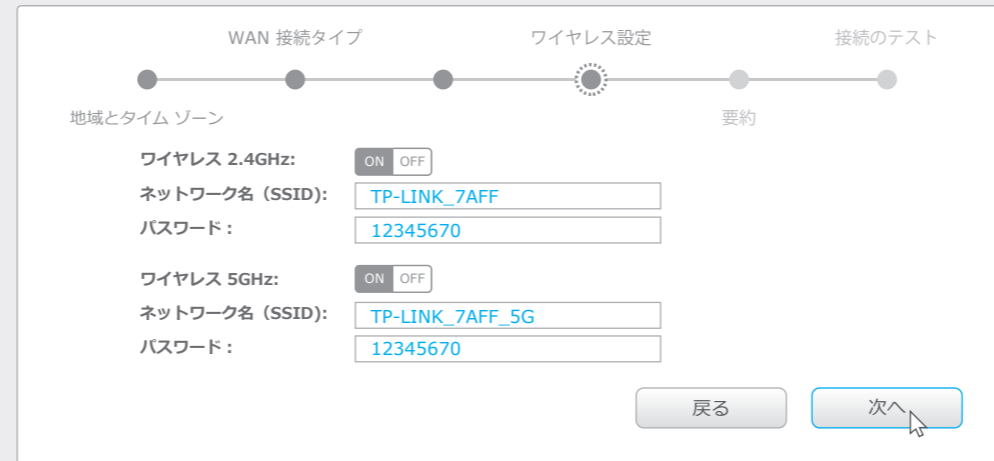 WAN 接続タイプ ワイヤレス設定 接続のテスト
地域とタイム ゾーン 要約
ワイヤレス 2.4GHz: ON OFF
ネットワーク名（SSID): TP-LINK_7AFF
パスワード： 12345670
ワイヤレス 5GHz: ON OFF
ネットワーク名（SSID): TP-LINK_7AFF_5G
パスワード： 12345670
戻る 次へ